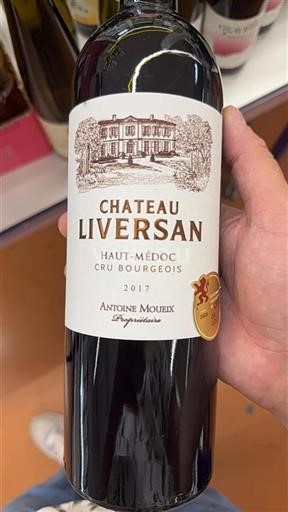 CHATEAU
LIVERSAN
HAUT-MÉDOC
CRU BOURGEOIS
2017
ANTOINE MOUEIX
Propriétaire